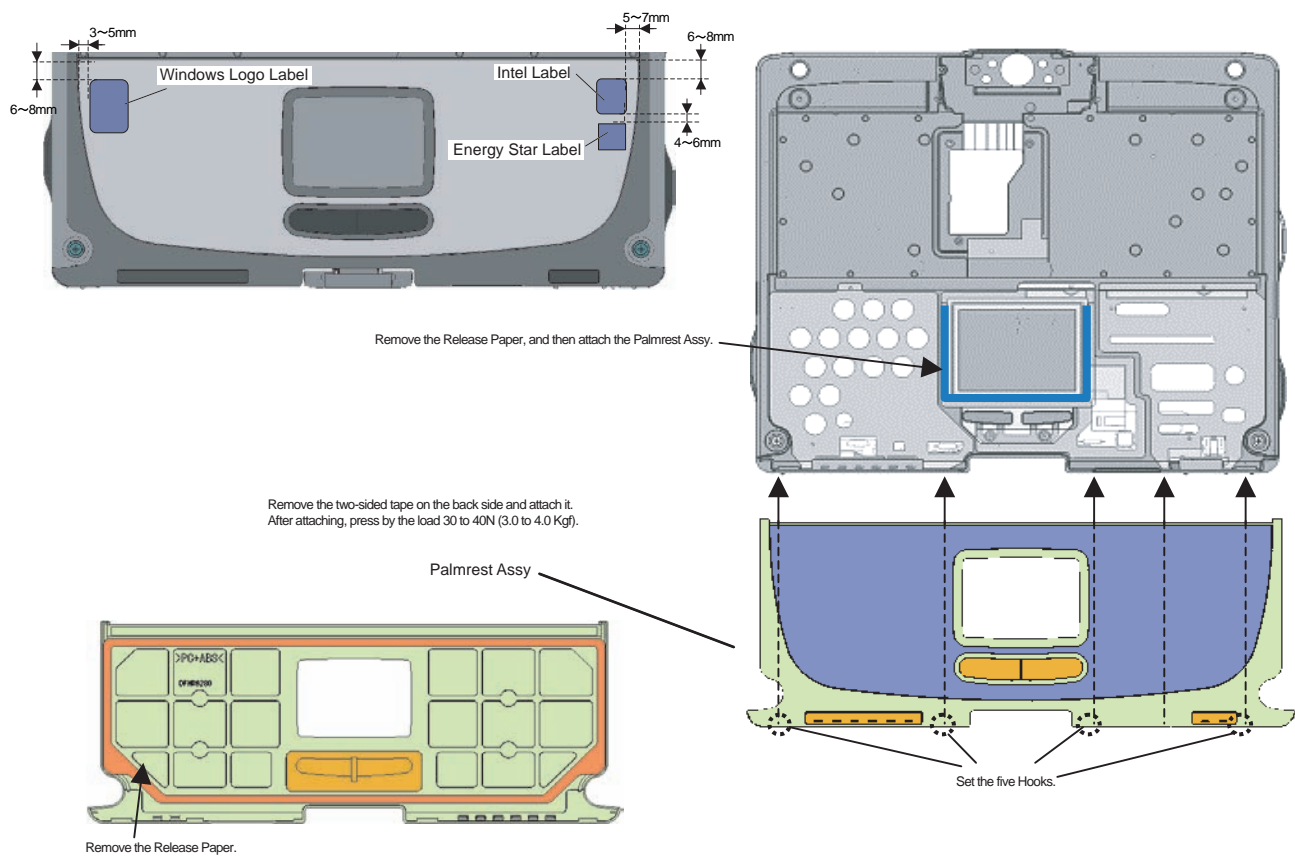 3~5mm
5~7mm
6~8mm
Windows Logo Label
Intel Label
6~8mm
Energy Star Label
4~6mm
Remove the Release Paper, and then attach the Palmrest Assy.
Remove the two-sided tape on the back side and attach it.
After attaching, press by the load 30 to 40N (3.0 to 4.0 Kgf).
Palmrest Assy
>PC+ABS<
Set the five Hooks.
Remove the Release Paper.